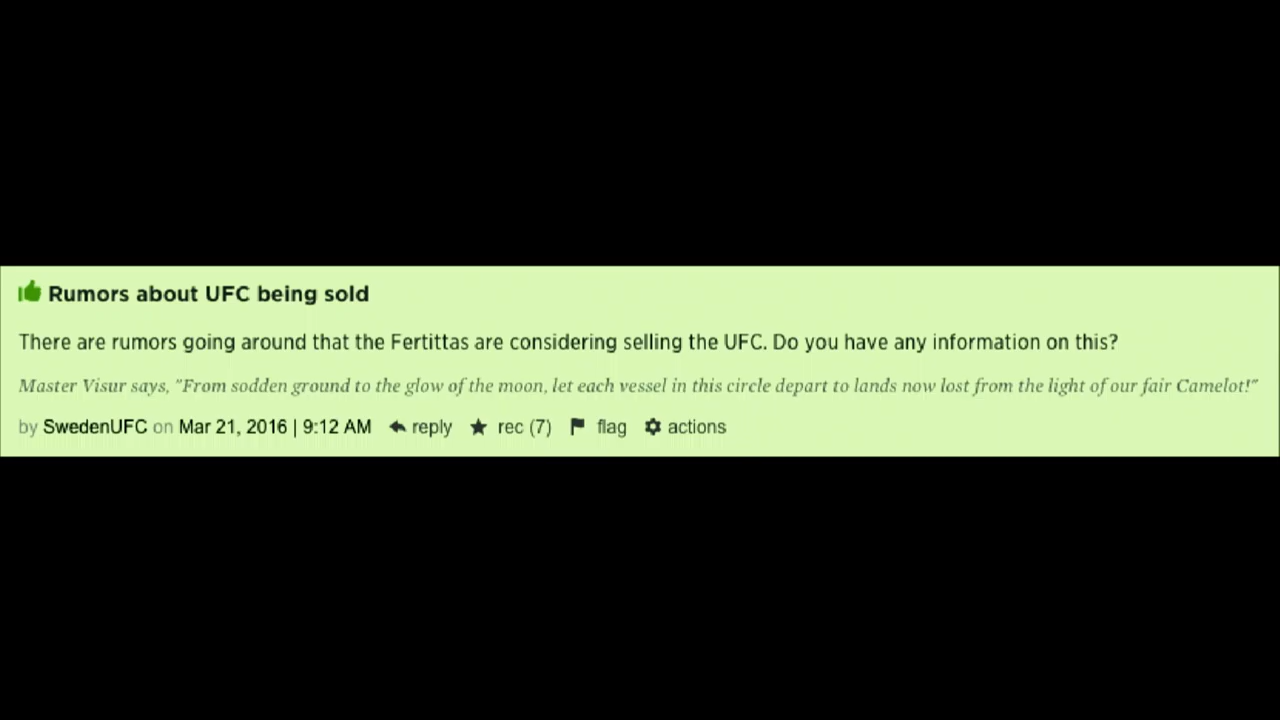 Rumors about UFC being sold
There are rumors going around that the Fertittas are considering selling the UFC. Do you have any information on this?
Master Visur says, "From sodden ground to the glow of the moon, let each vessel in this circle depart to lands now lost from the light of our fair Camelot!"
by SwedenUFC on Mar 21, 2016 | 9:12 AM reply rec (7) flag actions